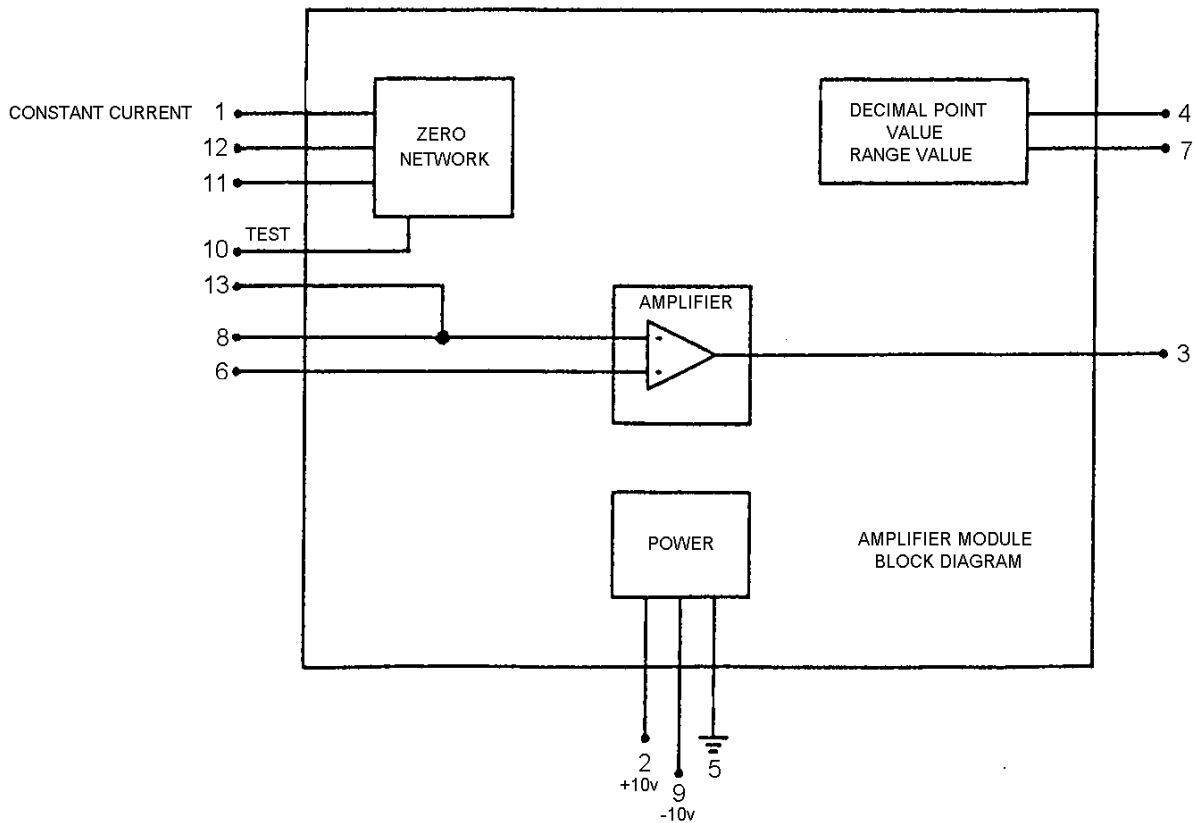 CONSTANT CURRENT 1
12
11
TEST
10
13
8
6
ZERO
NETWORK
DECIMAL POINT
VALUE
RANGE VALUE
4
7
AMPLIFIER
3
POWER
AMPLIFIER MODULE
BLOCK DIAGRAM
2
+10v
9
-10v
5